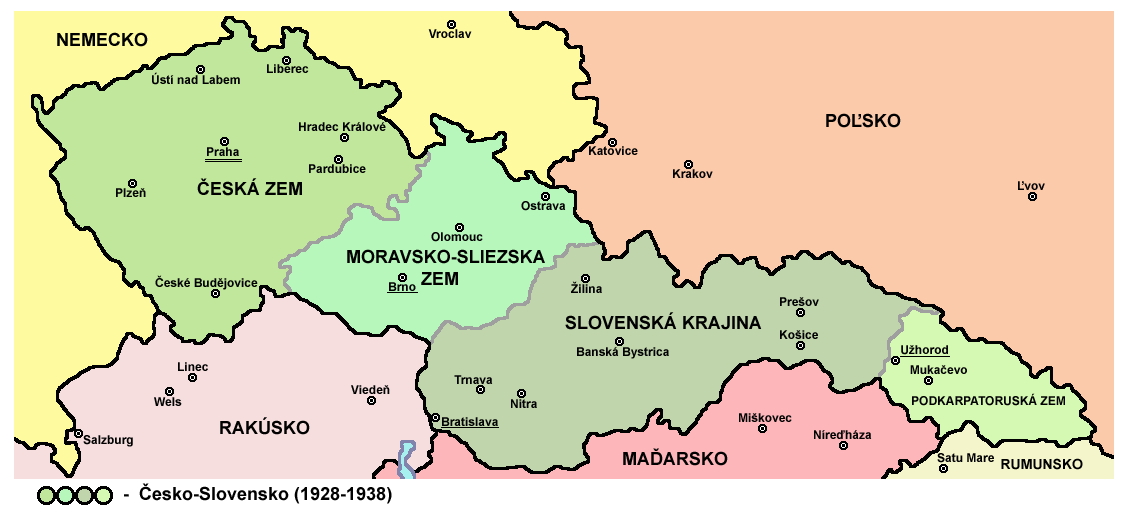 NEMECKO
Vroclav
Liberec
Ústí nad Labem
POĽSKO
Hradec Králové
Praha
Katovice
Pardubice
Krakov
Plzeň
ČESKÁ ZEM
Ľvov
Ostrava
Olomouc
MORAVSKO-SLIEZSKA
ZEM
České Budějovice
Brno
Žilina
Prešov
SLOVENSKÁ KRAJINA
Košice
Banská Bystrica
Užhorod
Linec
Mukačevo
Trnava
Viedeň
Wels
Nitra
PODKARPATORUSKÁ ZEM
Miškovec
Bratislava
RAKÚSKO
Níreďháza
Salzburg
MAĎARSKO
Satu Mare
RUMUNSKO
- Česko-Slovensko (1928-1938)